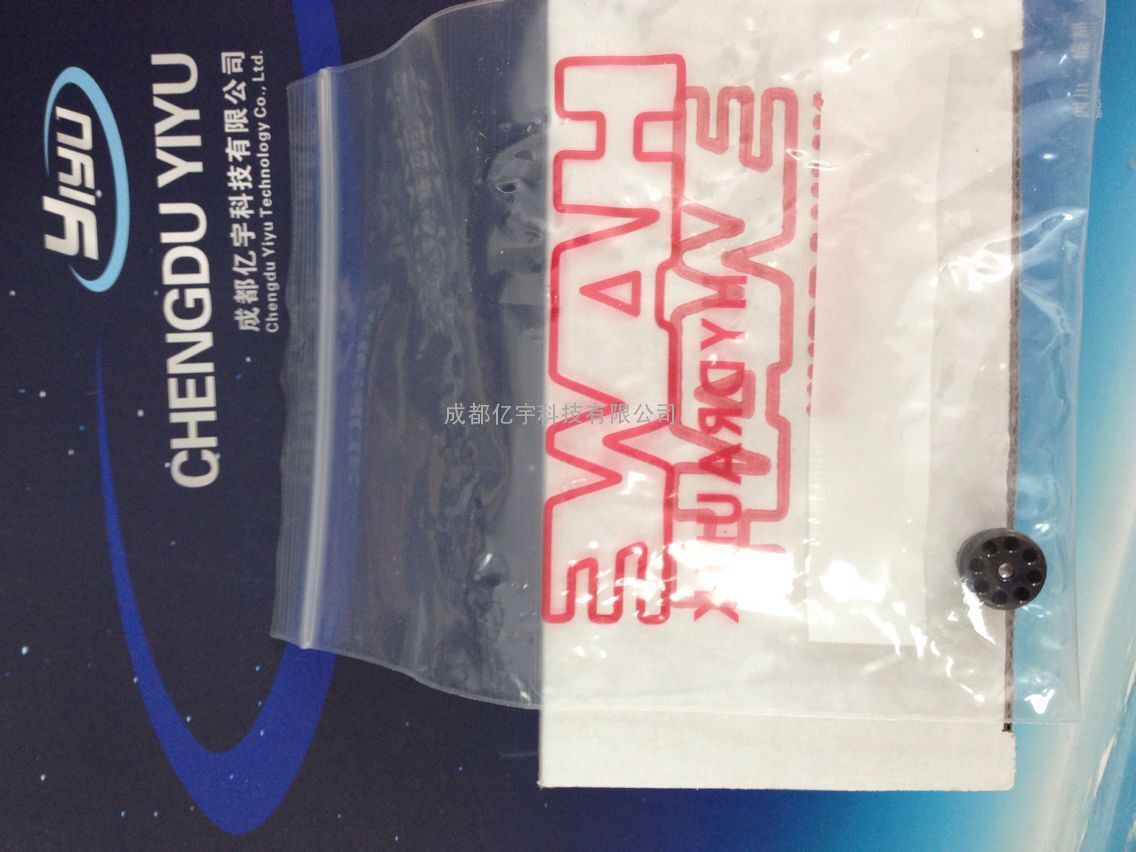 Yiyu
CHENGDU YIYU
成都亿宇科技有限公司
Chengdu Yiyu Technology Co., Ltd.
HAWE
成都亿宇科技有限公司